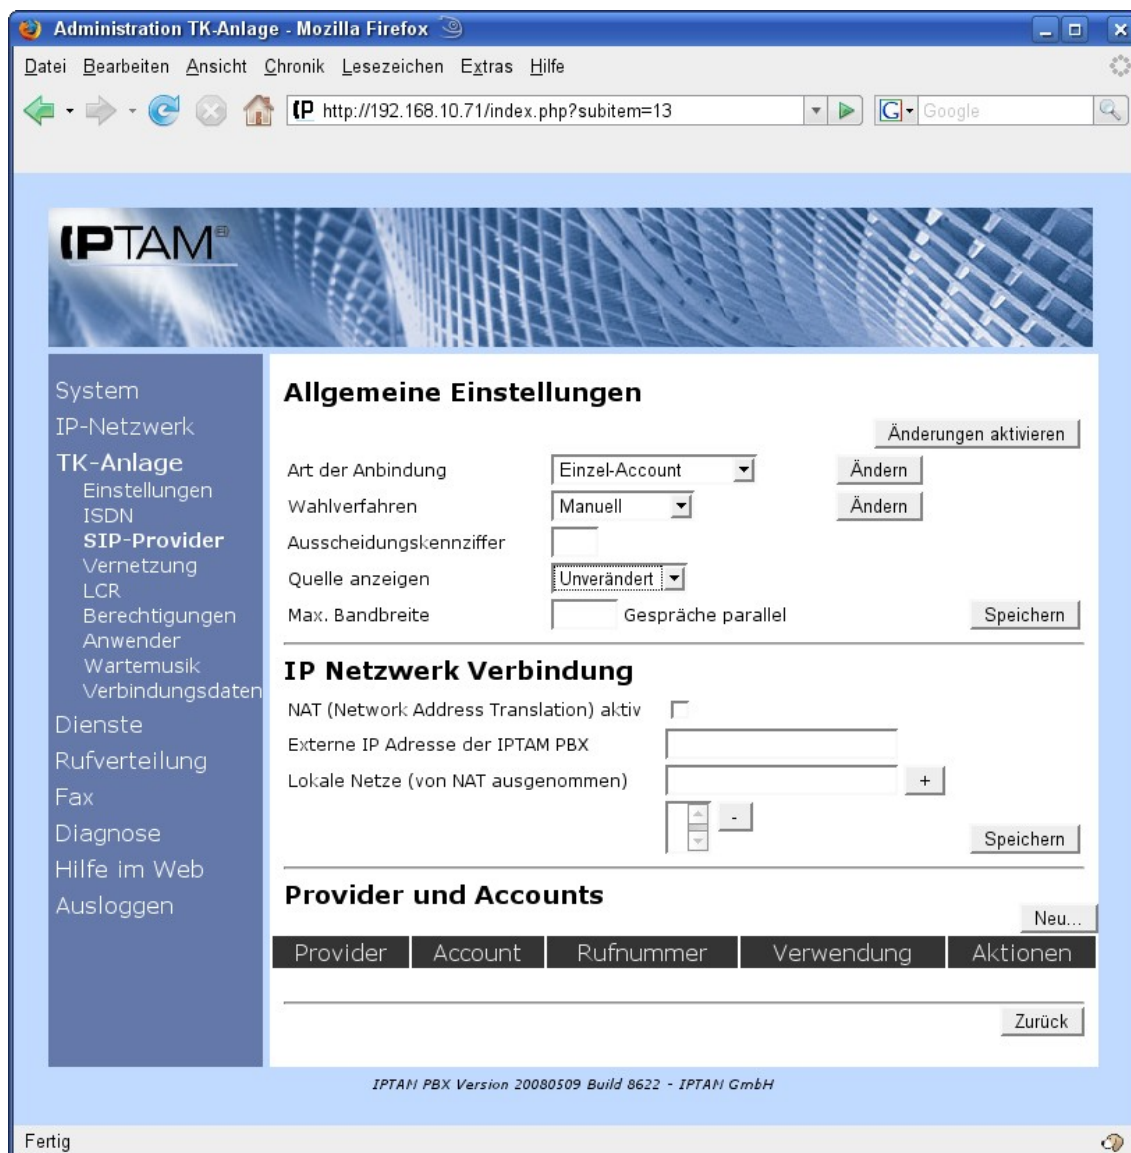 Administration TK-Anlage - Mozilla Firefox
Datei Bearbeiten Ansicht Chronik Lesezeichen Extras Hilfe
http://192.168.10.71/index.php?subitem=13
G Google
IPTAM®
System
IP-Netzwerk
TK-Anlage
Einstellungen
ISDN
SIP-Provider
Vernetzung
LCR
Berechtigungen
Anwender
Wartemusik
Verbindungsdaten
Dienste
Rufverteilung
Fax
Diagnose
Hilfe im Web
Ausloggen
Allgemeine Einstellungen
Änderungen aktivieren
Art der Anbindung Einzel-Account Ändern
Wahlverfahren Manuell Ändern
Ausscheidungskennziffer
Quelle anzeigen Unverändert
Max. Bandbreite Gespräche parallel Speichern
IP Netzwerk Verbindung
NAT (Network Address Translation) aktiv
Externe IP Adresse der IPTAM PBX
Lokale Netze (von NAT ausgenommen) +
-
Speichern
Provider und Accounts
Neu...
Provider Account Rufnummer Verwendung Aktionen
Zurück
IPTAM PBX Version 20080509 Build 8622 - IPTAM GmbH
Fertig